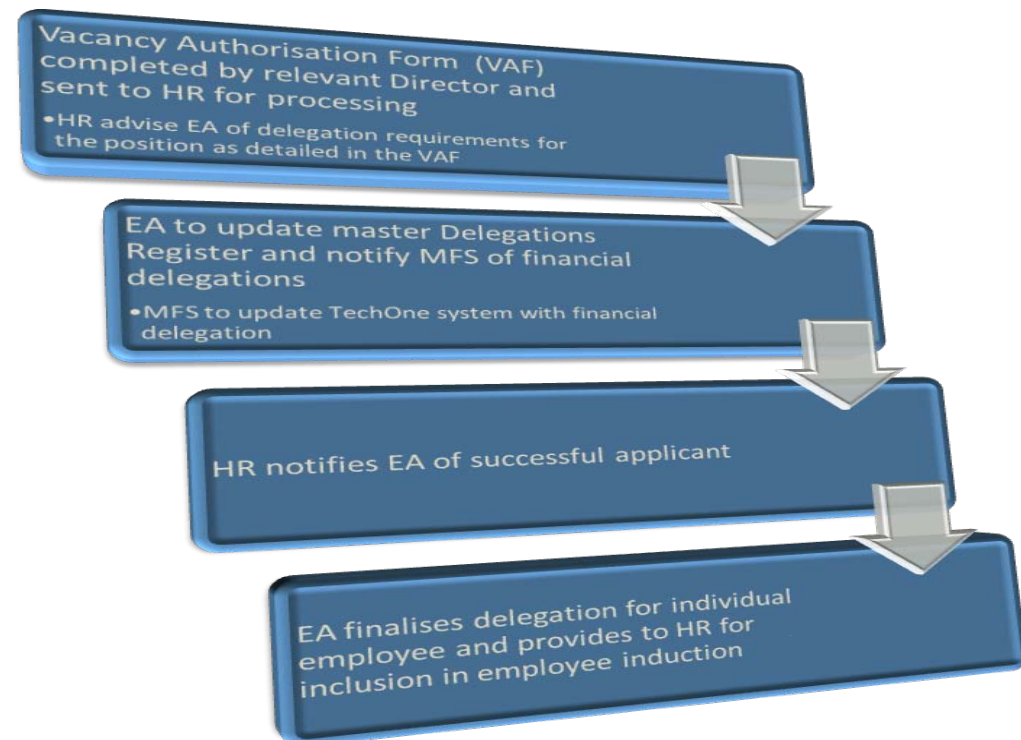 Vacancy Authorisation Form (VAF)
completed by relevant Director and
sent to HR for processing
•HR advise EA of delegation requirements for
the position as detailed in the VAF
EA to update master Delegations
Register and notify MFS of financial
delegations
•MFS to update TechOne system with financial
delegation
HR notifies EA of successful applicant
EA finalises delegation for individual
employee and provides to HR for
inclusion in employee induction